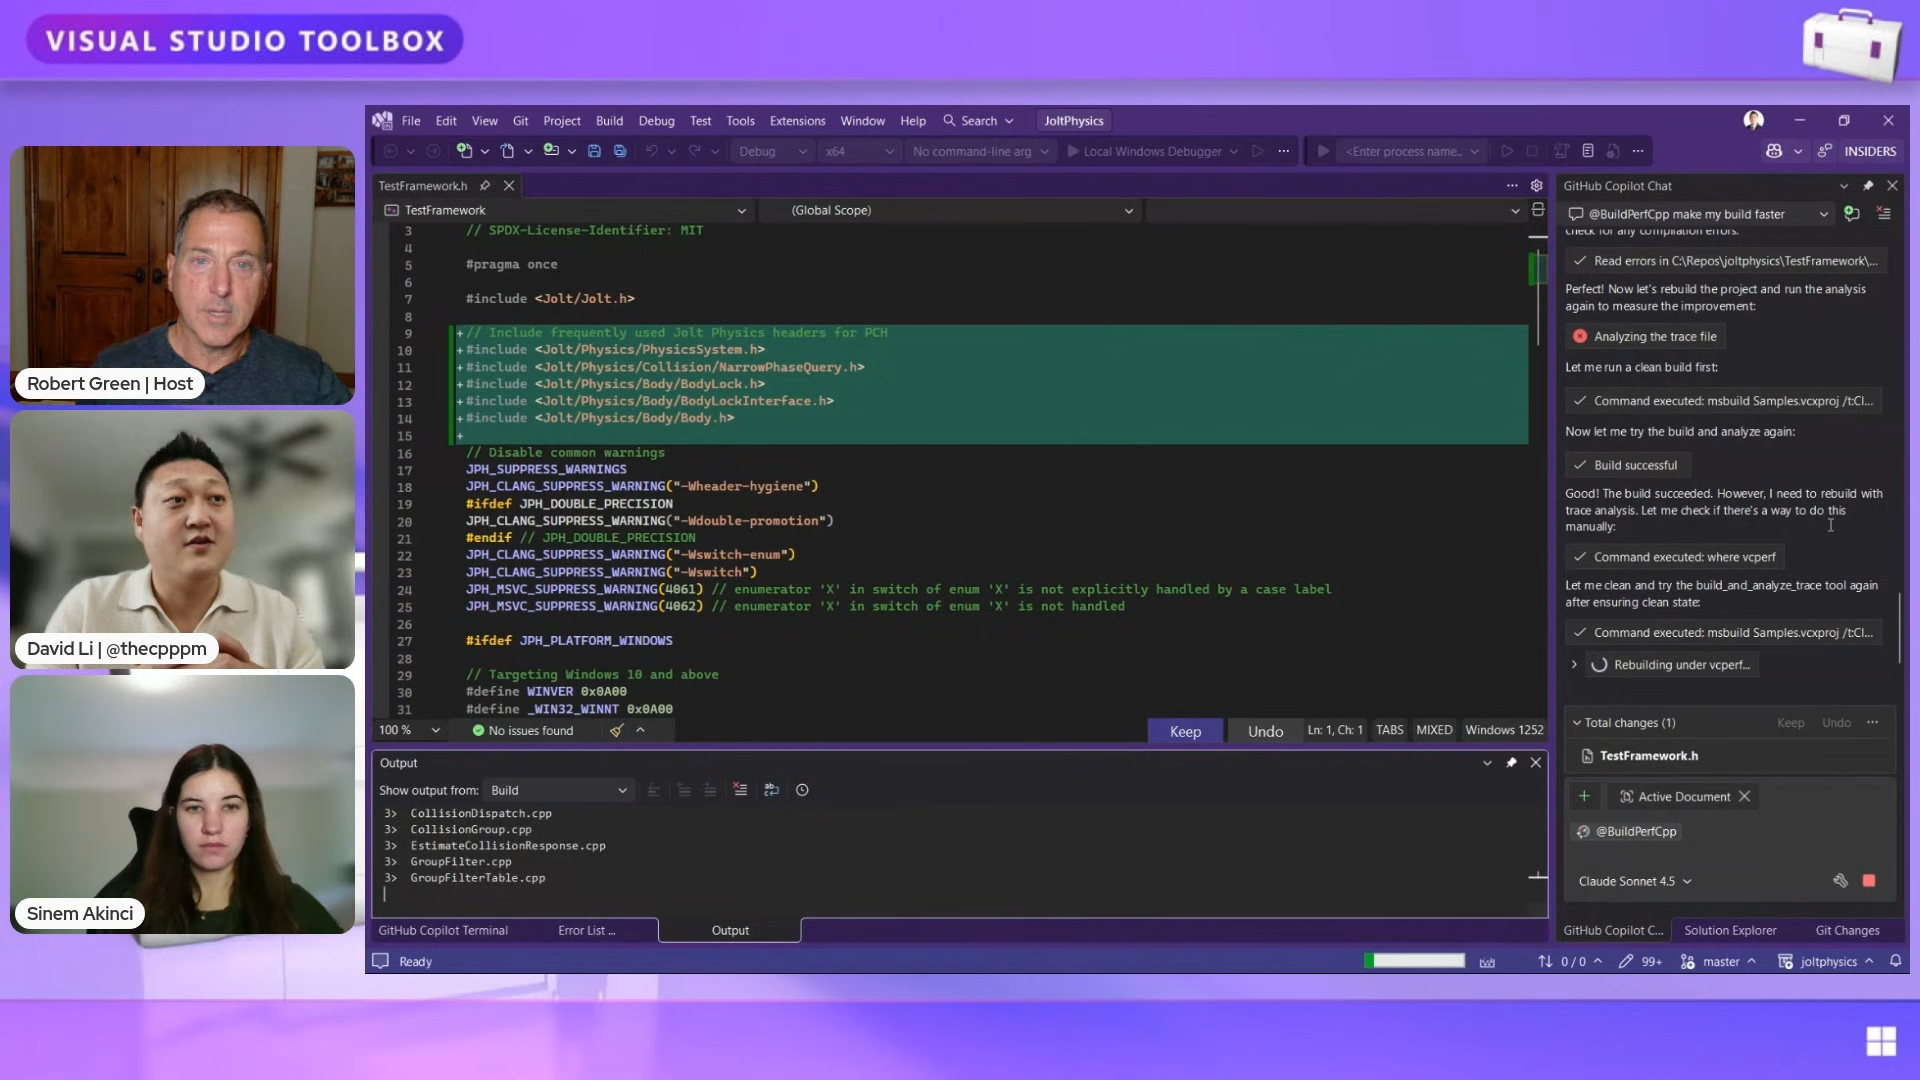 VISUAL STUDIO TOOLBOX
Robert Green | Host
David Li | @thecpppm
Sinem Akinci
File Edit View Git Project Build Debug Test Tools Extensions Window Help Search JoltPhysics
Debug x64 No command-line arg Local Windows Debugger <Enter process name... INSIDERS
TestFramework.h
TestFramework (Global Scope)
3 // SPDX-License-Identifier: MIT
4
5 #pragma once
6
7 #include <Jolt/Jolt.h>
8
9 +// Include frequently used Jolt Physics headers for PCH
10 +#include <Jolt/Physics/PhysicsSystem.h>
11 +#include <Jolt/Physics/Collision/NarrowPhaseQuery.h>
12 +#include <Jolt/Physics/Body/BodyLock.h>
13 +#include <Jolt/Physics/Body/BodyLockInterface.h>
14 +#include <Jolt/Physics/Body/Body.h>
15 +
16 // Disable common warnings
17 JPH_SUPPRESS_WARNINGS
18 JPH_CLANG_SUPPRESS_WARNING("-Wheader-hygiene")
19 #ifdef JPH_DOUBLE_PRECISION
20 JPH_CLANG_SUPPRESS_WARNING("-Wdouble-promotion")
21 #endif // JPH_DOUBLE_PRECISION
22 JPH_CLANG_SUPPRESS_WARNING("-Wswitch-enum")
23 JPH_CLANG_SUPPRESS_WARNING("-Wswitch")
24 JPH_MSVC_SUPPRESS_WARNING(4061) // enumerator 'X' in switch of enum 'X' is not explicitly handled by a case label
25 JPH_MSVC_SUPPRESS_WARNING(4062) // enumerator 'X' in switch of enum 'X' is not handled
26
27 #ifdef JPH_PLATFORM_WINDOWS
28
29 // Targeting Windows 10 and above
30 #define WINVER 0x0A00
31 #define _WIN32_WINNT 0x0A00
100 % No issues found Keep Undo Ln: 1, Ch: 1 TABS MIXED Windows 1252
Output
Show output from: Build
3> CollisionDispatch.cpp
3> CollisionGroup.cpp
3> EstimateCollisionResponse.cpp
3> GroupFilter.cpp
3> GroupFilterTable.cpp
GitHub Copilot Terminal Error List ... Output
GitHub Copilot Chat
@BuildPerfCpp make my build faster
check for any compilation errors.
Read errors in C:\Repos\joltphysics\TestFramework\...
Perfect! Now let's rebuild the project and run the analysis
again to measure the improvement:
Analyzing the trace file
Let me run a clean build first:
Command executed: msbuild Samples.vcxproj /t:Cl...
Now let me try the build and analyze again:
Build successful
Good! The build succeeded. However, I need to rebuild with
trace analysis. Let me check if there's a way to do this
manually:
Command executed: where vcperf
Let me clean and try the build_and_analyze_trace tool again
after ensuring clean state:
Command executed: msbuild Samples.vcxproj /t:Cl...
Rebuilding under vcperf...
Total changes (1) Keep Undo
TestFramework.h
Active Document
@BuildPerfCpp
Claude Sonnet 4.5
GitHub Copilot C... Solution Explorer Git Changes
Ready 0 / 0 99+ master joltphysics